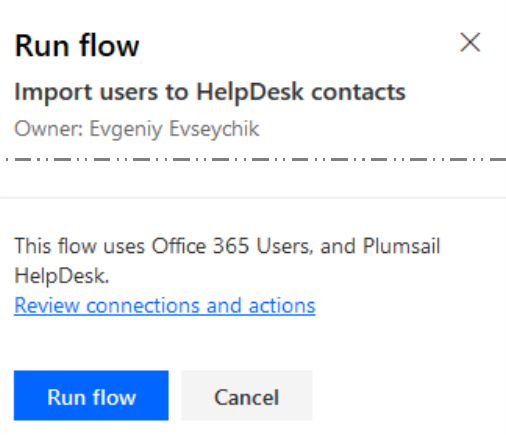 Run flow
Import users to HelpDesk contacts
Owner: Evgeniy Evseychik
This flow uses Office 365 Users, and Plumsail
HelpDesk.
Review connections and actions
Run flow
Cancel